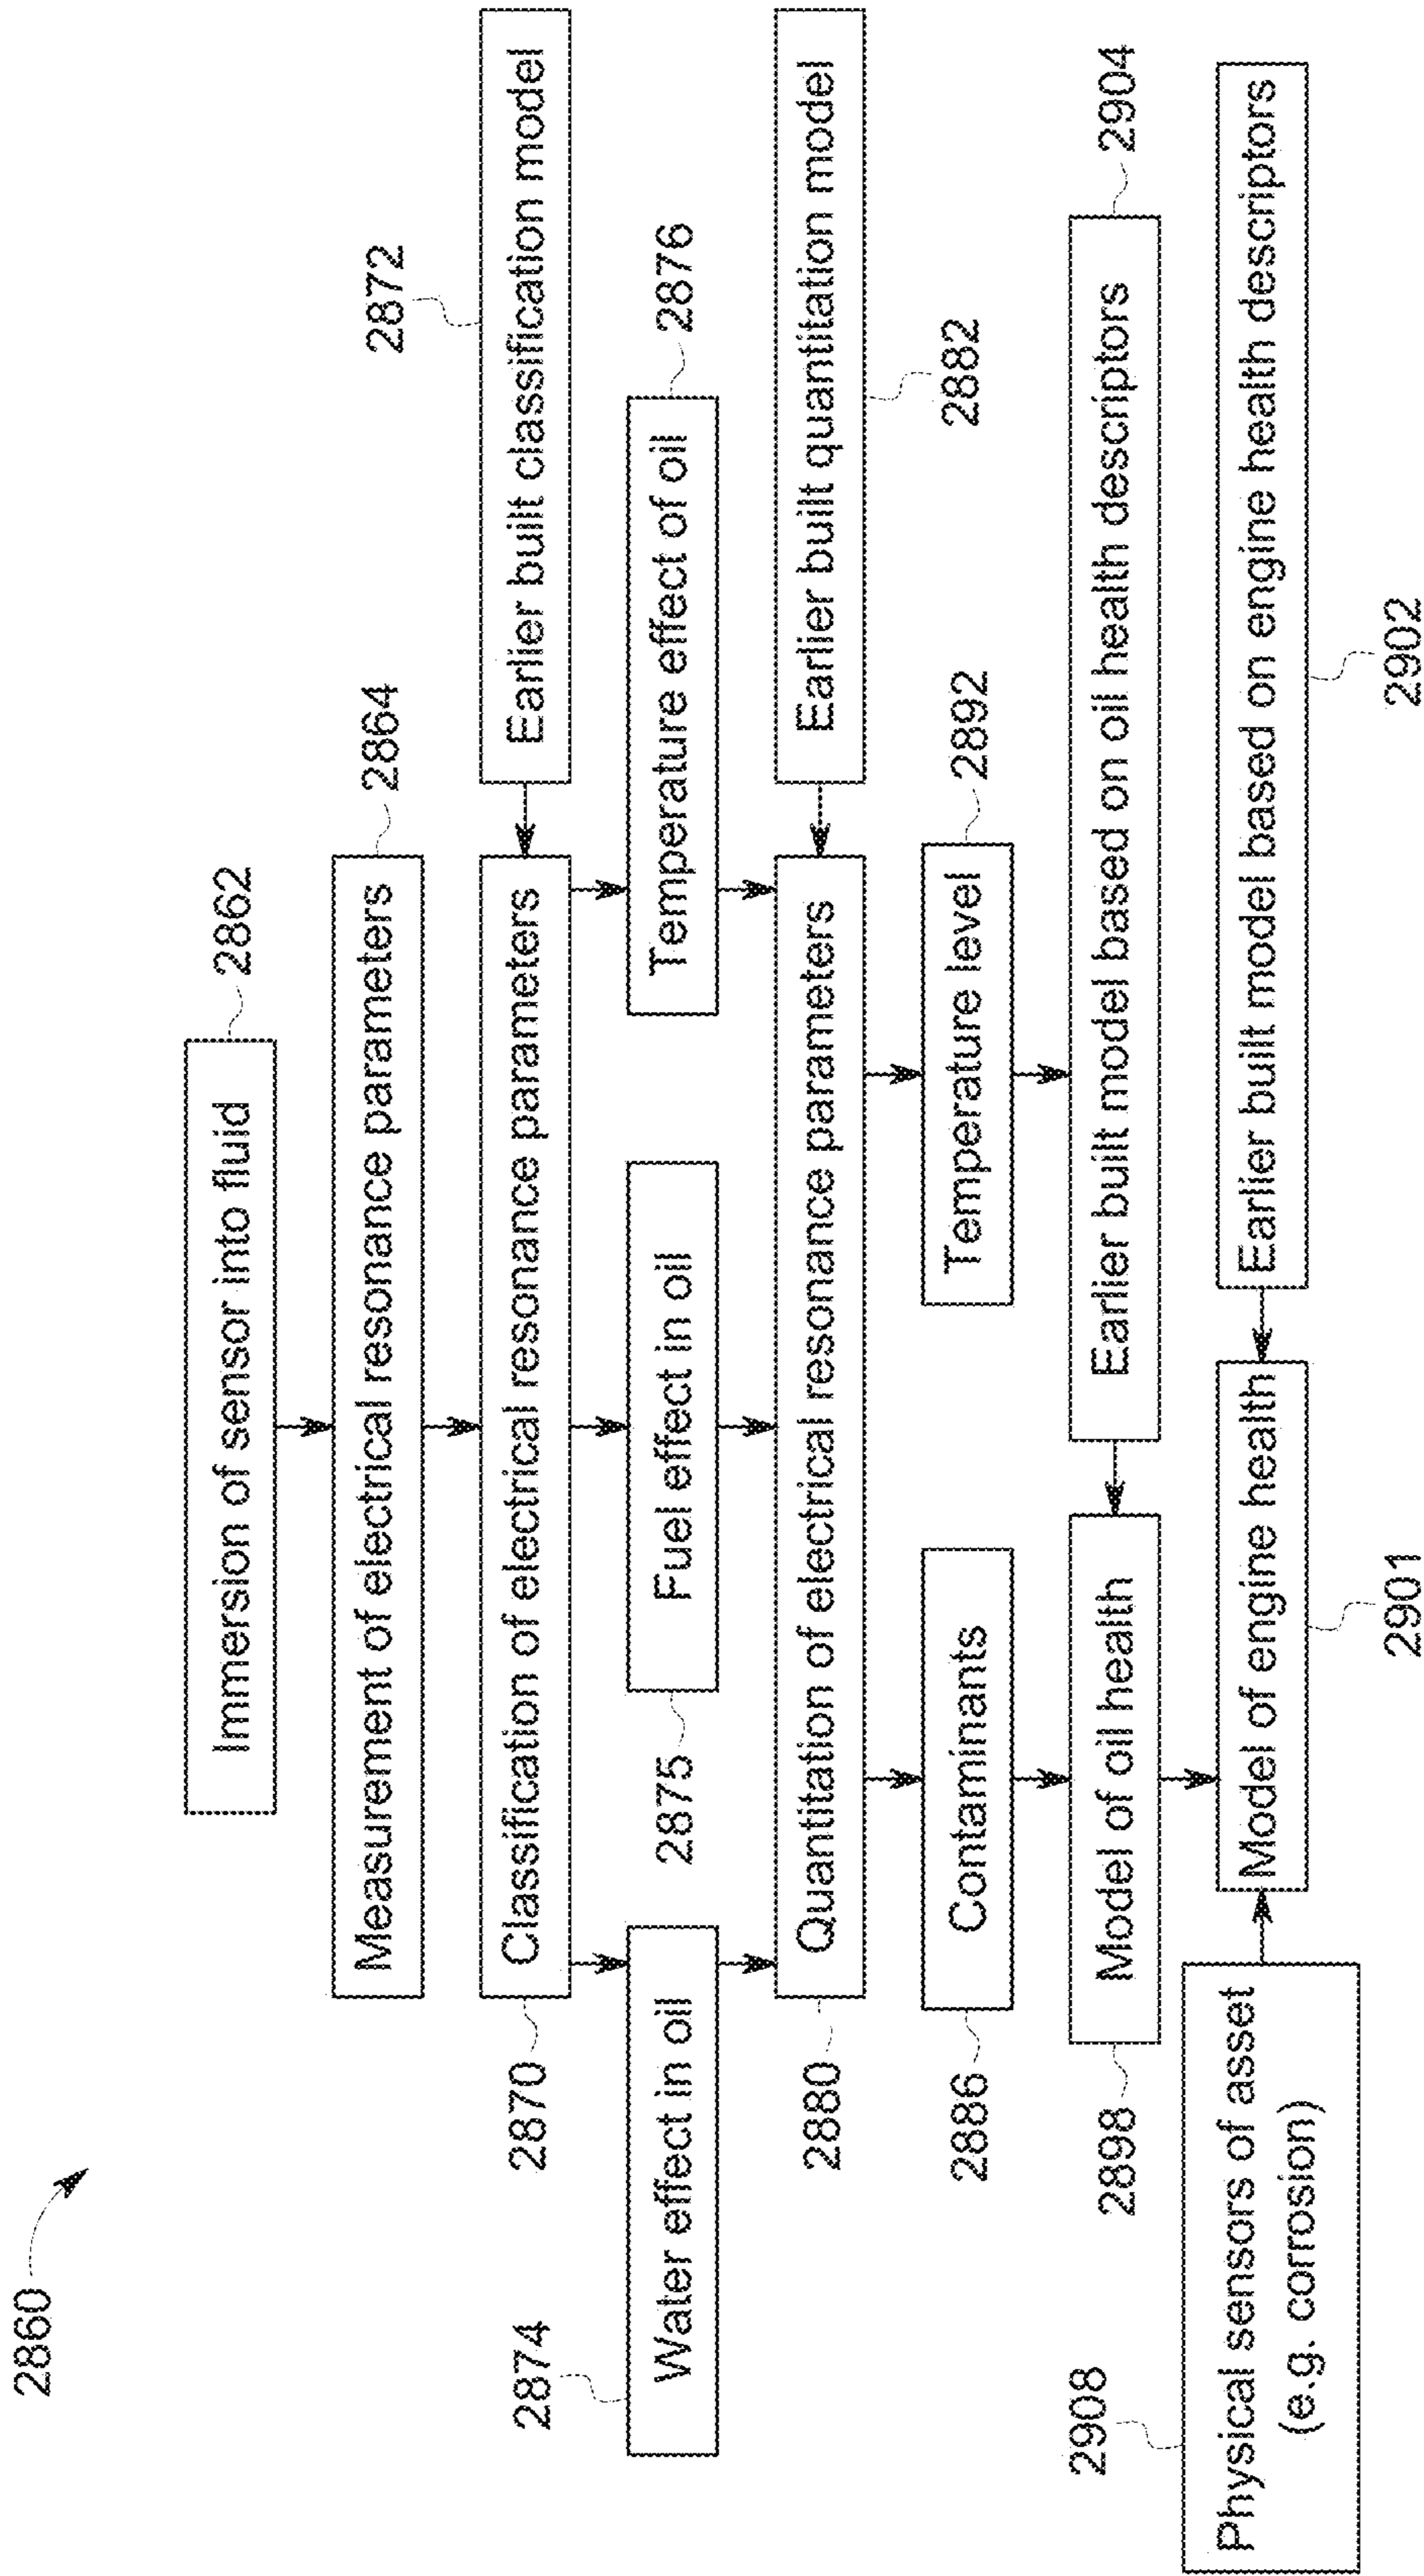 2860
Immersion of sensor into fluid
2862
Measurement of electrical resonance parameters
2864
2870
Classification of electrical resonance parameters
Earlier built classification model
2872
2874
Water effect in oil
2875
Fuel effect in oil
Temperature effect of oil
2876
2880
Quantitation of electrical resonance parameters
Earlier built quantitation model
2882
2886
Contaminants
Temperature level
2892
2898
Model of oil health
Earlier built model based on oil health descriptors
2904
2908
Physical sensors of asset
(e.g. corrosion)
Model of engine health
2901
Earlier built model based on engine health descriptors
2902